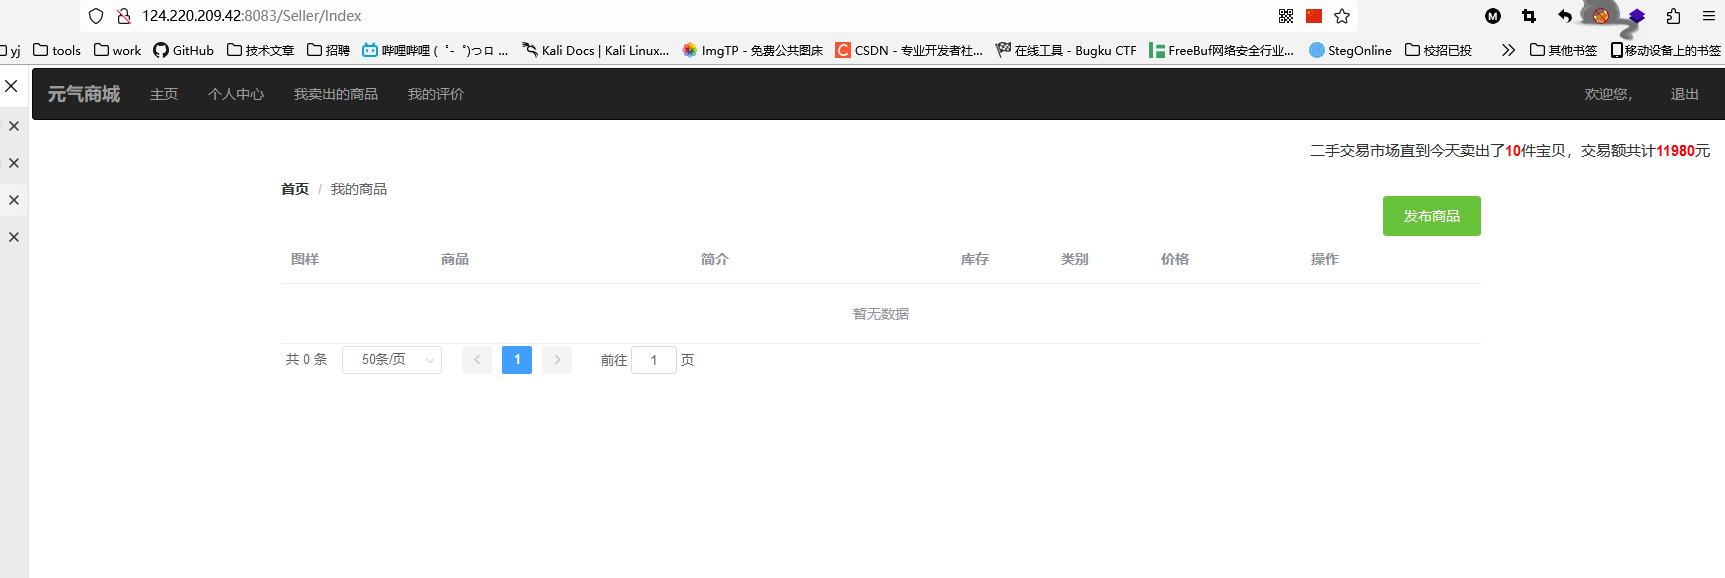 124.220.209.42:8083/Seller/Index
yj tools work GitHub 技术文章 招聘 哔哩哔哩 ( ゜- ゜)つロ ... Kali Docs | Kali Linux... ImgTP - 免费公共图床 CSDN - 专业开发者社... 在线工具 - Bugku CTF FreeBuf网络安全行业... StegOnline 校招已投 其他书签 移动设备上的书签
元气商城 主页 个人中心 我卖出的商品 我的评价 欢迎您， 退出
二手交易市场直到今天卖出了10件宝贝，交易额共计11980元
首页 / 我的商品
发布商品
图样 商品 简介 库存 类别 价格 操作
暂无数据
共 0 条 50条/页 < 1 > 前往 1 页